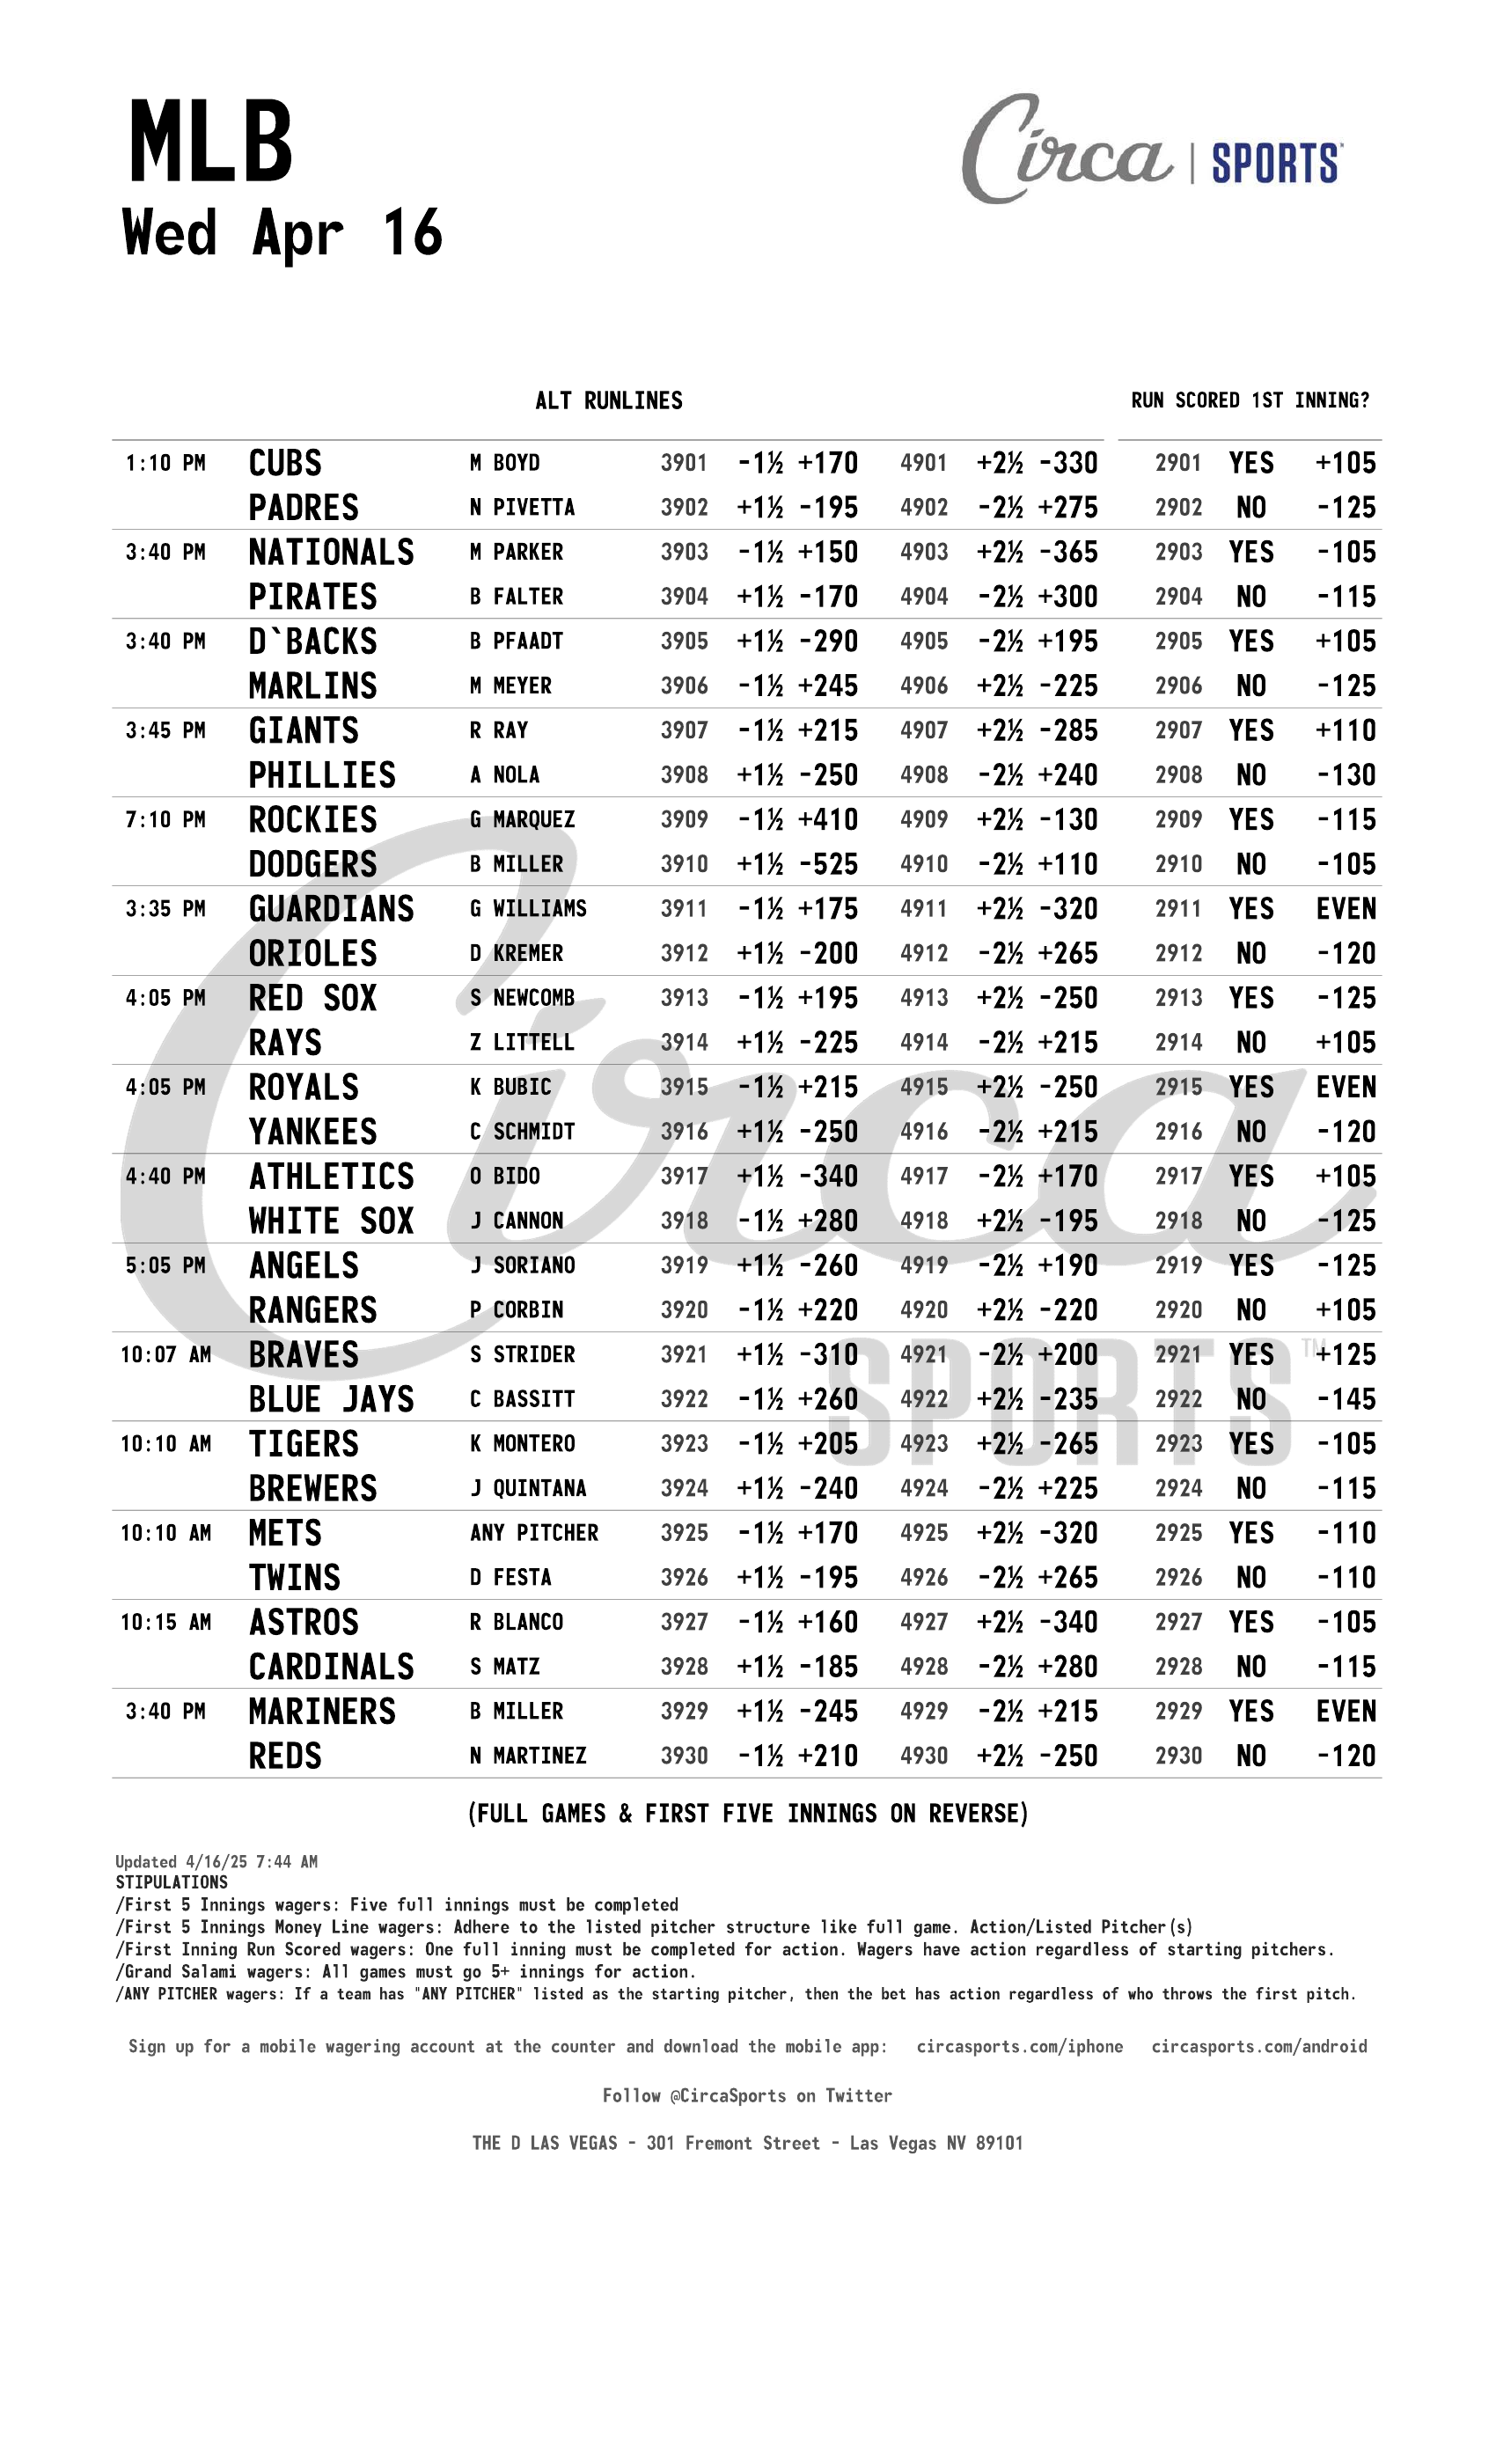 MLB
Circa | SPORTS
Wed Apr 16
ALT RUNLINES RUN SCORED 1ST INNING?
1:10 PM CUBS M BOYD 3901 -1½ +170 4901 +2½ -330 2901 YES +105
PADRES N PIVETTA 3902 +1½ -195 4902 -2½ +275 2902 NO -125
3:40 PM NATIONALS M PARKER 3903 -1½ +150 4903 +2½ -365 2903 YES -105
PIRATES B FALTER 3904 +1½ -170 4904 -2½ +300 2904 NO -115
3:40 PM D`BACKS B PFAADT 3905 +1½ -290 4905 -2½ +195 2905 YES +105
MARLINS M MEYER 3906 -1½ +245 4906 +2½ -225 2906 NO -125
3:45 PM GIANTS R RAY 3907 -1½ +215 4907 +2½ -285 2907 YES +110
PHILLIES A NOLA 3908 +1½ -250 4908 -2½ +240 2908 NO -130
7:10 PM ROCKIES G MARQUEZ 3909 -1½ +410 4909 +2½ -130 2909 YES -115
DODGERS B MILLER 3910 +1½ -525 4910 -2½ +110 2910 NO -105
3:35 PM GUARDIANS G WILLIAMS 3911 -1½ +175 4911 +2½ -320 2911 YES EVEN
ORIOLES D KREMER 3912 +1½ -200 4912 -2½ +265 2912 NO -120
4:05 PM RED SOX S NEWCOMB 3913 -1½ +195 4913 +2½ -250 2913 YES -125
RAYS Z LITTELL 3914 +1½ -225 4914 -2½ +215 2914 NO +105
4:05 PM ROYALS K BUBIC 3915 -1½ +215 4915 +2½ -250 2915 YES EVEN
YANKEES C SCHMIDT 3916 +1½ -250 4916 -2½ +215 2916 NO -120
4:40 PM ATHLETICS O BIDO 3917 +1½ -340 4917 -2½ +170 2917 YES +105
WHITE SOX J CANNON 3918 -1½ +280 4918 +2½ -195 2918 NO -125
5:05 PM ANGELS J SORIANO 3919 +1½ -260 4919 -2½ +190 2919 YES -125
RANGERS P CORBIN 3920 -1½ +220 4920 +2½ -220 2920 NO +105
10:07 AM BRAVES S STRIDER 3921 +1½ -310 4921 -2½ +200 2921 YES +125
BLUE JAYS C BASSITT 3922 -1½ +260 4922 +2½ -235 2922 NO -145
10:10 AM TIGERS K MONTERO 3923 -1½ +205 4923 +2½ -265 2923 YES -105
BREWERS J QUINTANA 3924 +1½ -240 4924 -2½ +225 2924 NO -115
10:10 AM METS ANY PITCHER 3925 -1½ +170 4925 +2½ -320 2925 YES -110
TWINS D FESTA 3926 +1½ -195 4926 -2½ +265 2926 NO -110
10:15 AM ASTROS R BLANCO 3927 -1½ +160 4927 +2½ -340 2927 YES -105
CARDINALS S MATZ 3928 +1½ -185 4928 -2½ +280 2928 NO -115
3:40 PM MARINERS B MILLER 3929 +1½ -245 4929 -2½ +215 2929 YES EVEN
REDS N MARTINEZ 3930 -1½ +210 4930 +2½ -250 2930 NO -120
Circa
SPORTS™
(FULL GAMES & FIRST FIVE INNINGS ON REVERSE)
Updated 4/16/25 7:44 AM
STIPULATIONS
/First 5 Innings wagers: Five full innings must be completed
/First 5 Innings Money Line wagers: Adhere to the listed pitcher structure like full game. Action/Listed Pitcher(s)
/First Inning Run Scored wagers: One full inning must be completed for action. Wagers have action regardless of starting pitchers.
/Grand Salami wagers: All games must go 5+ innings for action.
/ANY PITCHER wagers: If a team has "ANY PITCHER" listed as the starting pitcher, then the bet has action regardless of who throws the first pitch.
Sign up for a mobile wagering account at the counter and download the mobile app: circasports.com/iphone circasports.com/android
Follow @CircaSports on Twitter
THE D LAS VEGAS - 301 Fremont Street - Las Vegas NV 89101